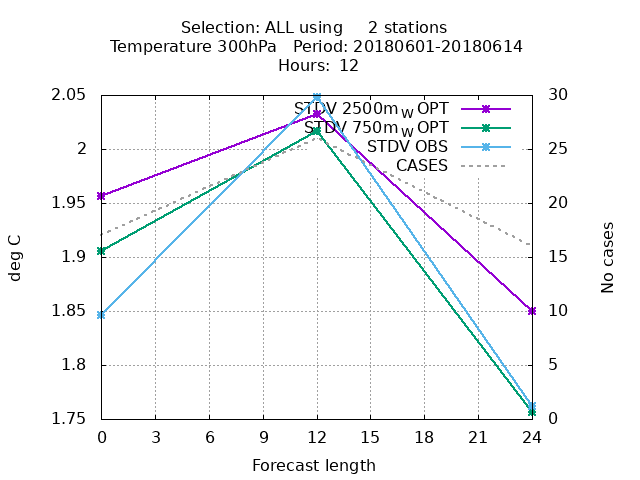 Selection: ALL using     2 stations
Temperature 300hPa   Period: 20180601-20180614
Hours:  12
STDV 2500m W OPT
STDV 750m W OPT
STDV OBS
CASES
2.05
2
1.95
1.9
1.85
1.8
1.75
30
25
20
15
10
5
0
deg C
No cases
0 3 6 9 12 15 18 21 24
Forecast length